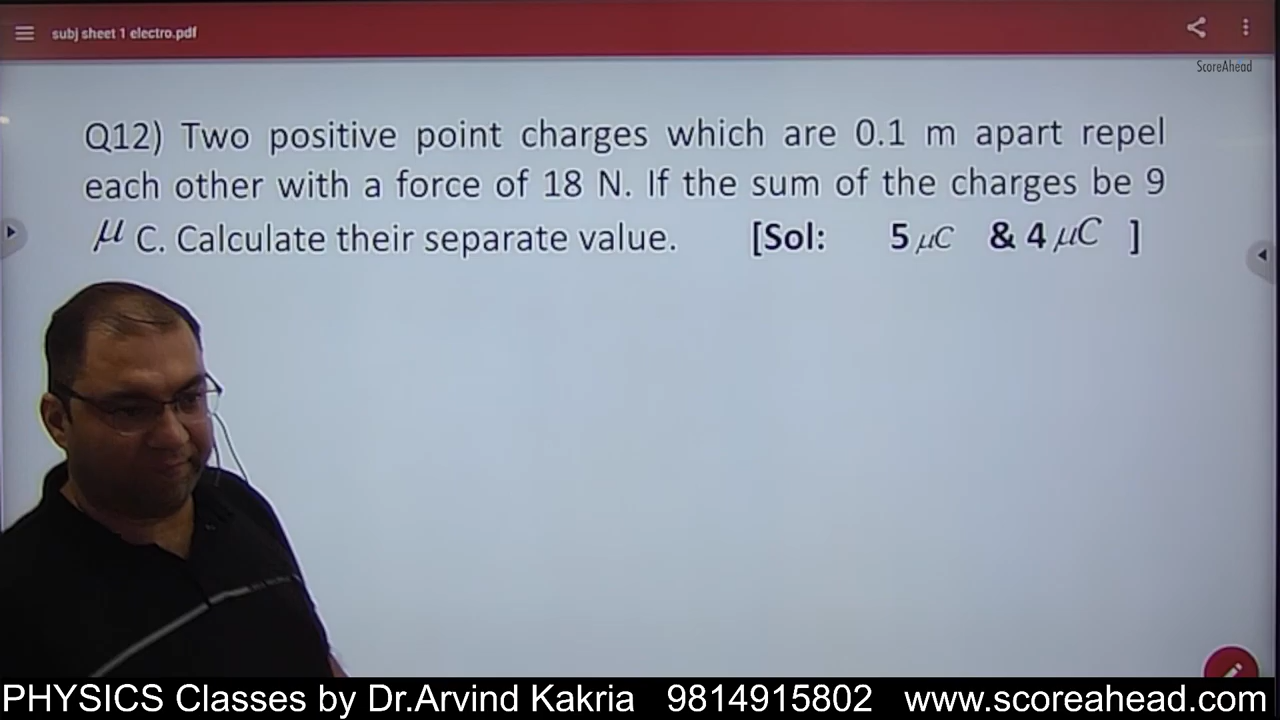 subj sheet 1 electro.pdf
ScoreAhead
Q12) Two positive point charges which are 0.1 m apart repel
each other with a force of 18 N. If the sum of the charges be 9
μ C. Calculate their separate value. [Sol: 5 μC & 4 μC ]
PHYSICS Classes by Dr.Arvind Kakria 9814915802 www.scoreahead.com